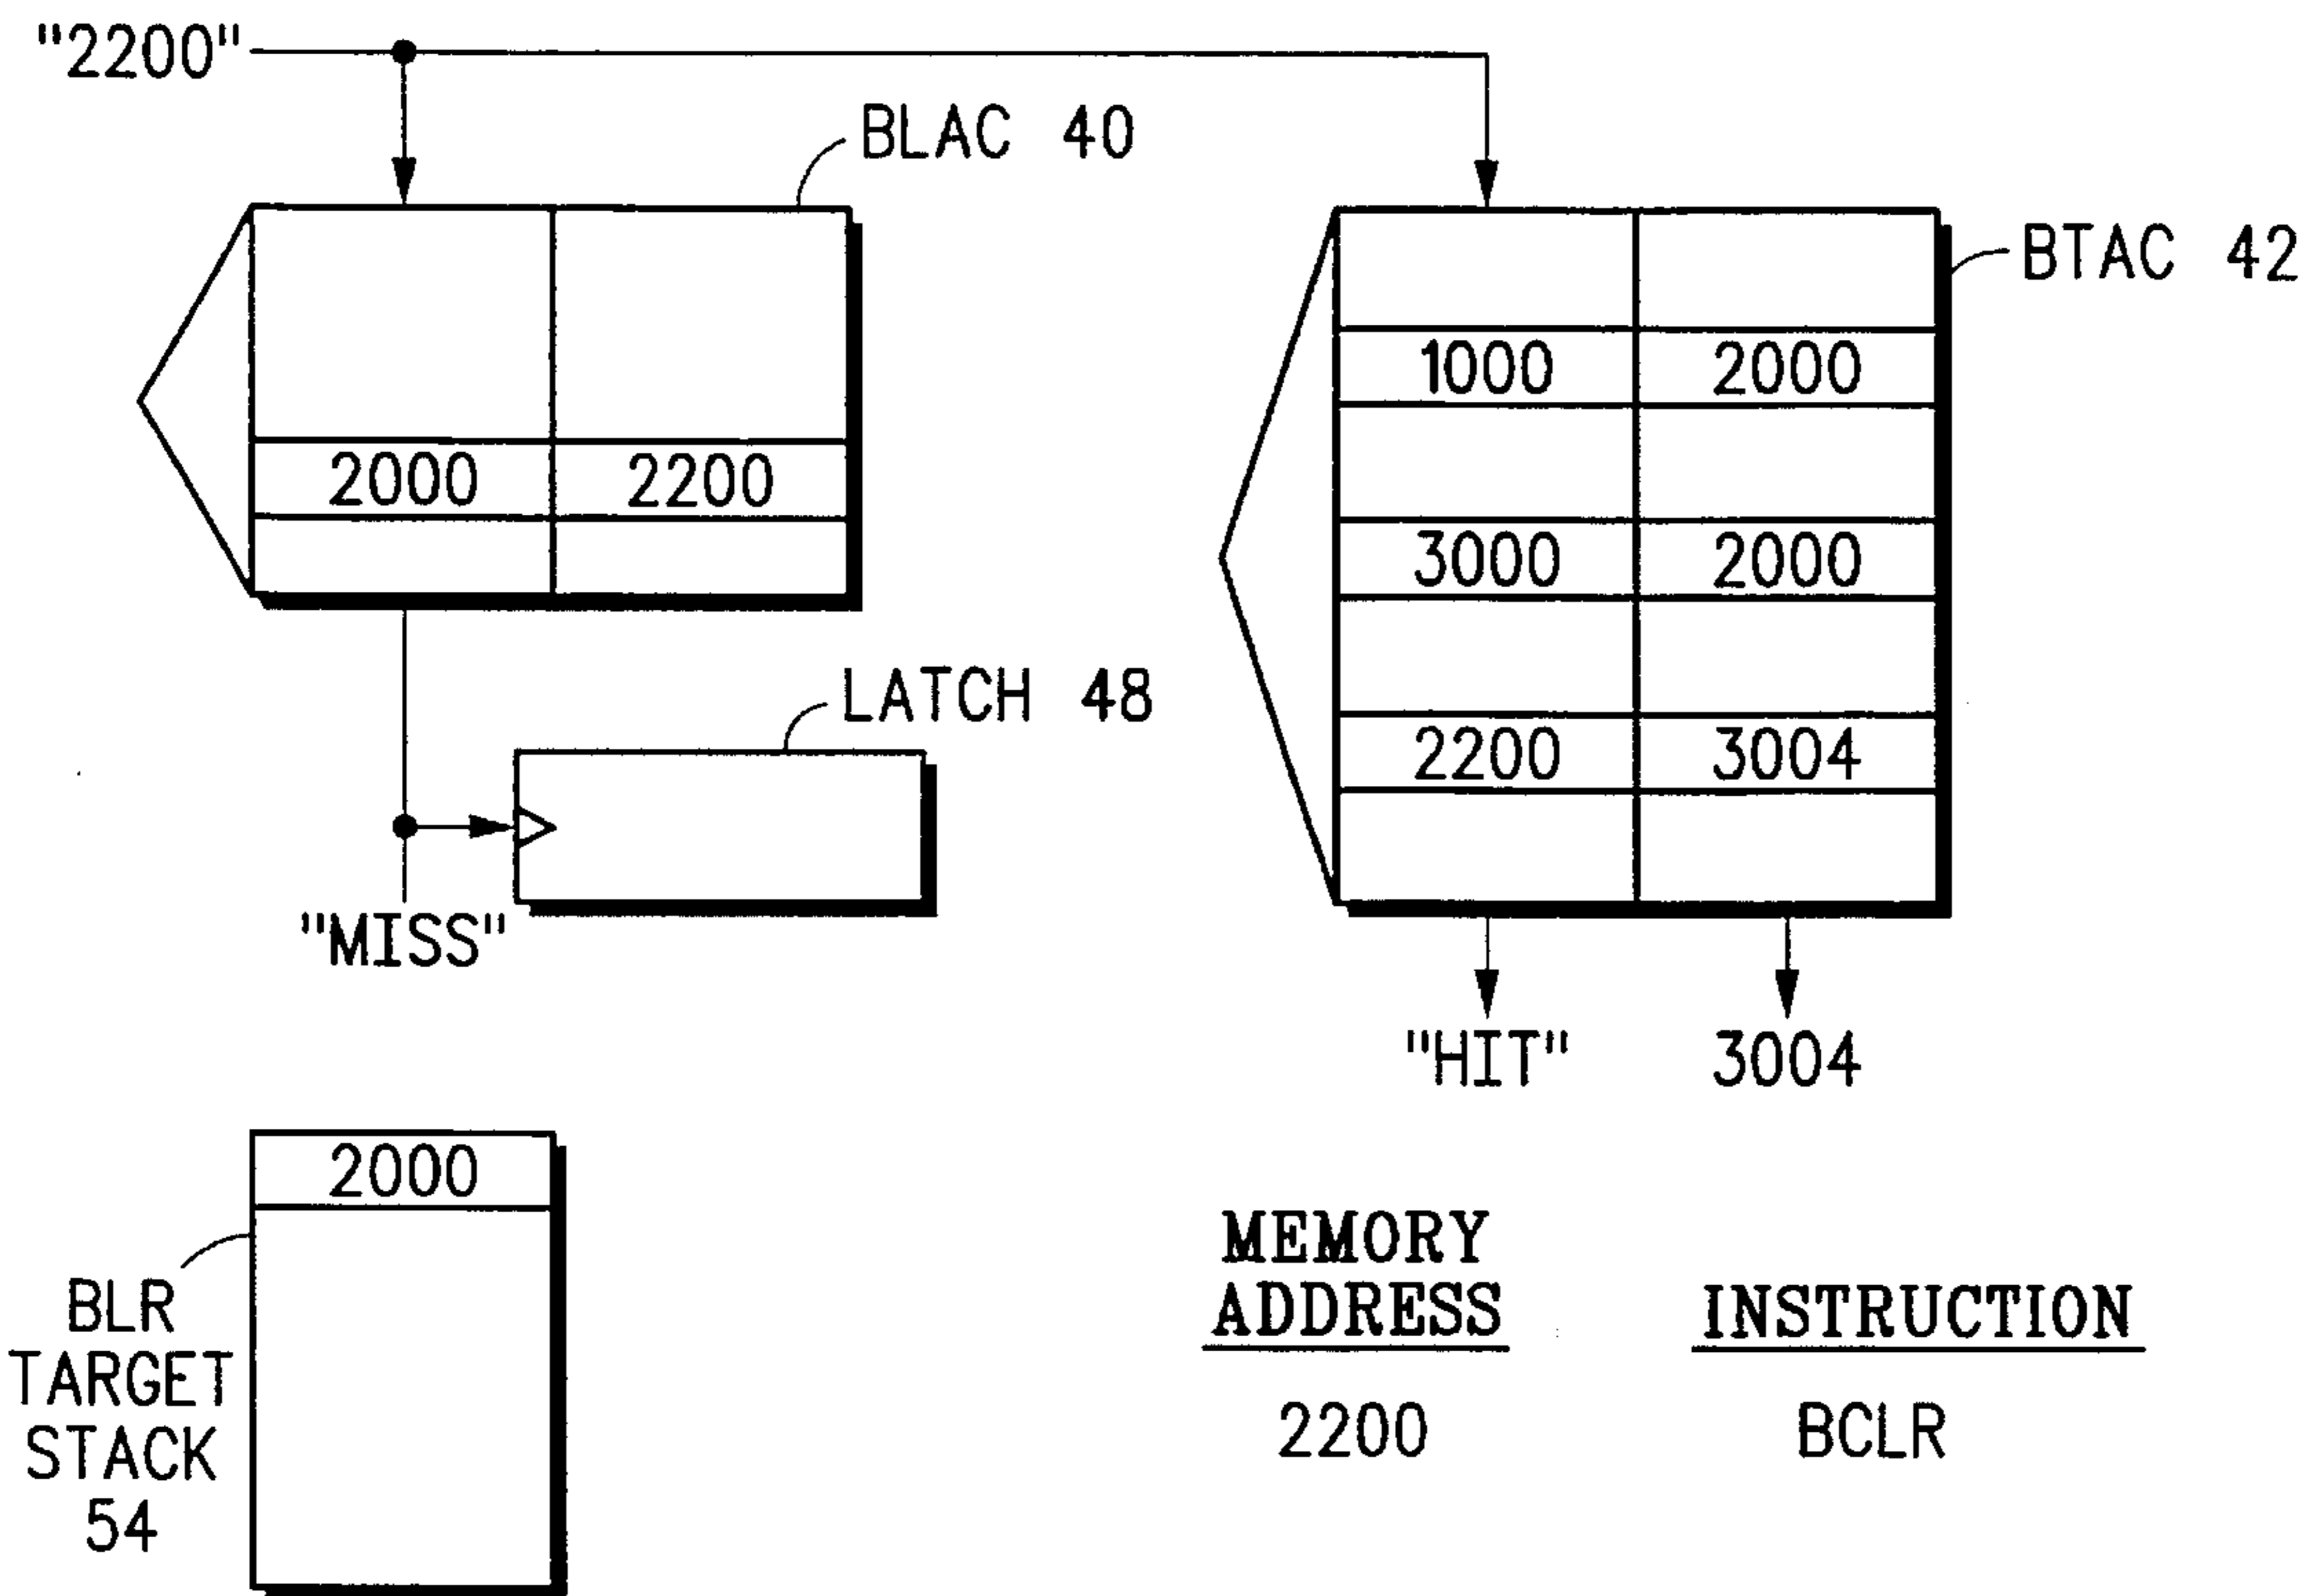 "2200"
BLAC 40
BTAC 42
1000 2000
2000 2200
3000 2000
LATCH 48
2200 3004
"MISS"
"HIT" 3004
2000
BLR
TARGET
STACK
54
MEMORY
ADDRESS
INSTRUCTION
2200
BCLR